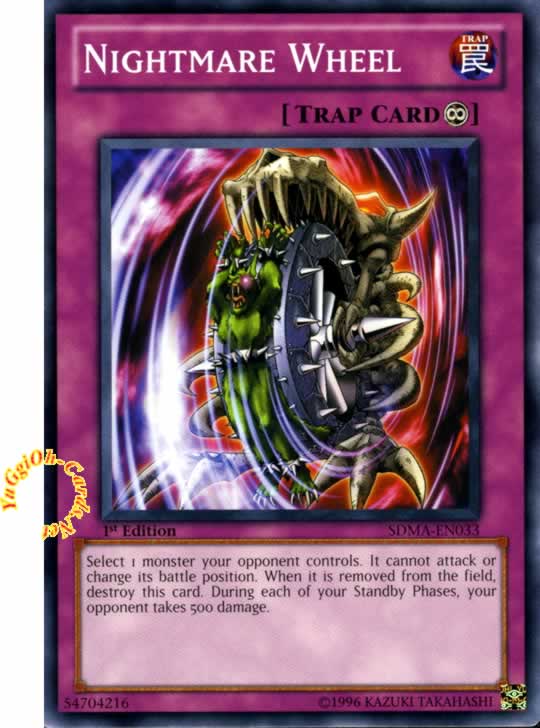 NIGHTMARE WHEEL
TRAP
罠
[TRAP CARD∞]
YuGgiOh-Cards.Net
1st Edition
SDMA-EN033
Select 1 monster your opponent controls. It cannot attack or
change its battle position. When it is removed from the field,
destroy this card. During each of your Standby Phases, your
opponent takes 500 damage.
54704216
©1996 KAZUKI TAKAHASHI